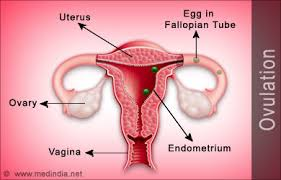 Uterus
Egg in
Fallopian Tube
Ovary
Endometrium
Vagina
Ovulation
© www.medindia.net